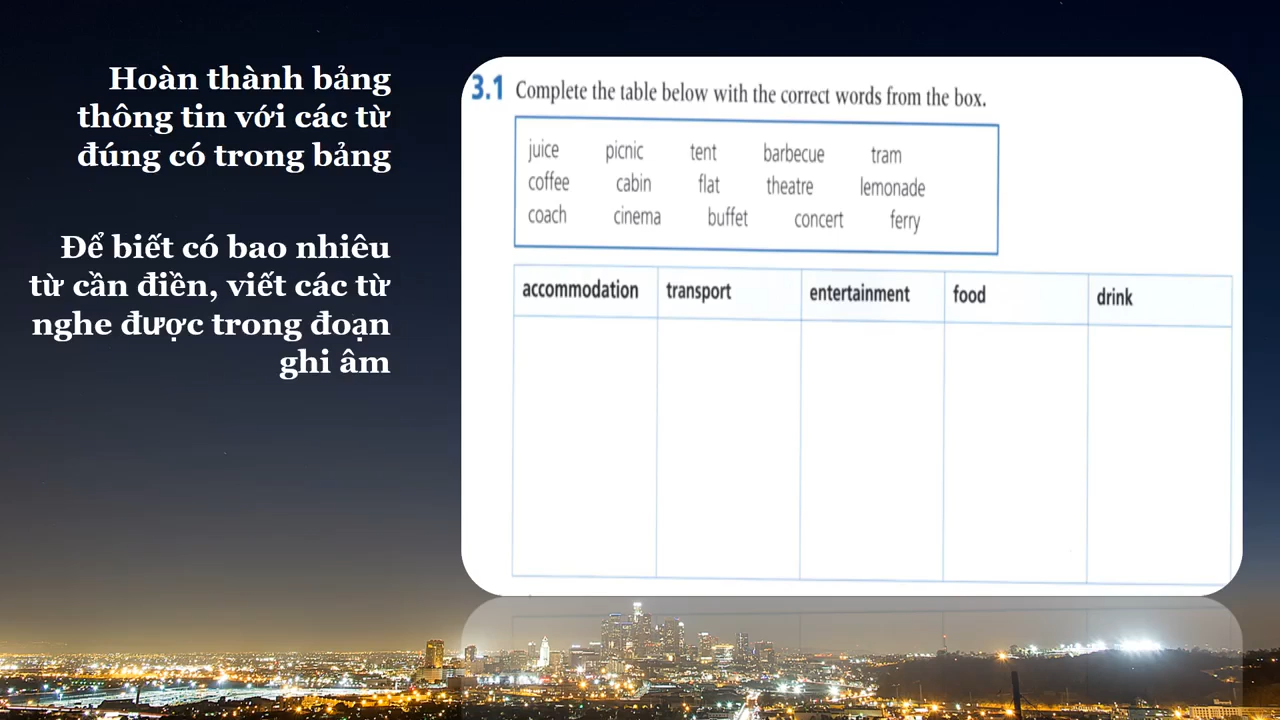 Hoàn thành bảng
thông tin với các từ
đúng có trong bảng
Để biết có bao nhiêu
từ cần điền, viết các từ
nghe được trong đoạn
ghi âm
3.1 Complete the table below with the correct words from the box.
juice picnic tent barbecue tram
coffee cabin flat theatre lemonade
coach cinema buffet concert ferry
accommodation transport entertainment food drink